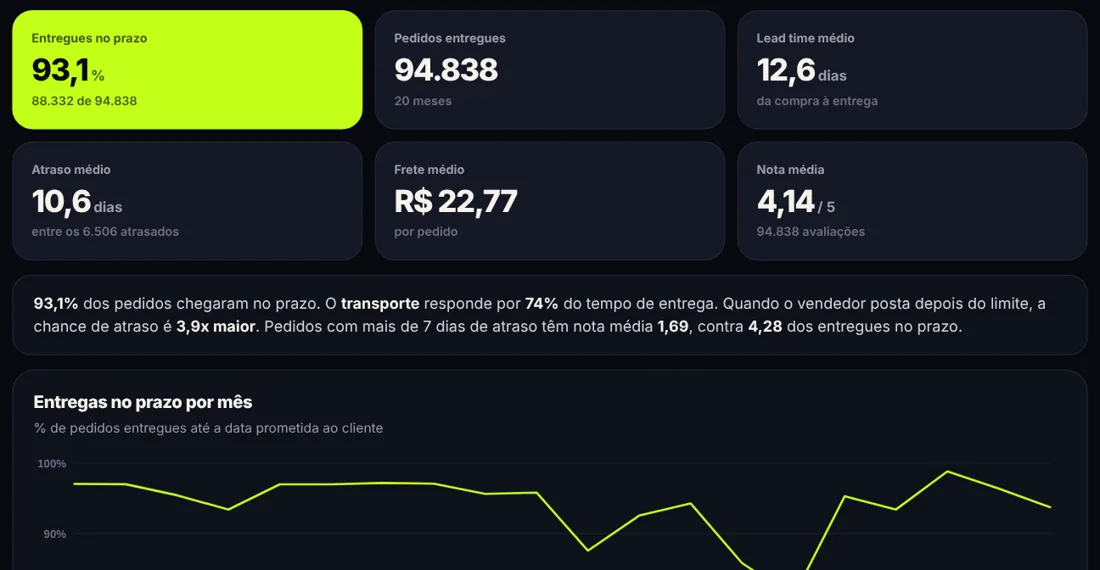 Entregues no prazo
93,1%
88.332 de 94.838
Pedidos entregues
94.838
20 meses
Lead time médio
12,6 dias
da compra à entrega
Atraso médio
10,6 dias
entre os 6.506 atrasados
Frete médio
R$ 22,77
por pedido
Nota média
4,14 / 5
94.838 avaliações
93,1% dos pedidos chegaram no prazo. O transporte responde por 74% do tempo de entrega. Quando o vendedor posta depois do limite, a
chance de atraso é 3,9x maior. Pedidos com mais de 7 dias de atraso têm nota média 1,69, contra 4,28 dos entregues no prazo.
Entregas no prazo por mês
% de pedidos entregues até a data prometida ao cliente
100%
90%